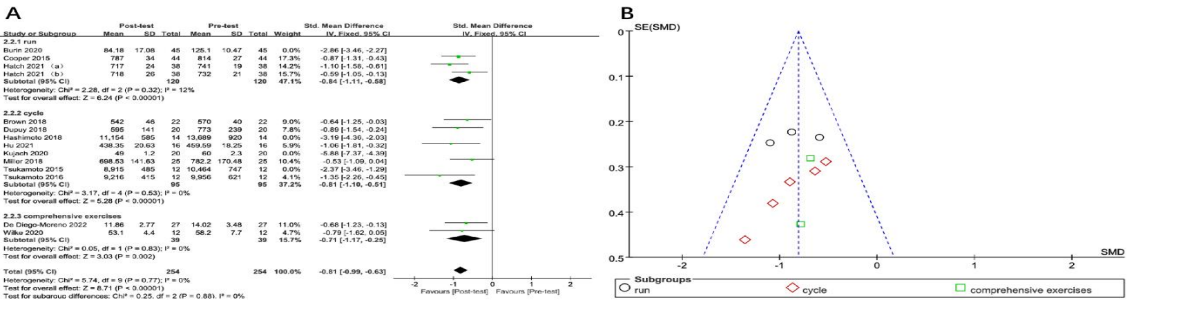 A
Post-test Pre-test Std. Mean Difference Std. Mean Difference
Study or Subgroup Mean SD Total Mean SD Total Weight IV, Fixed, 95% CI IV, Fixed, 95% CI
2.2.1 run
Burin 2020 84.18 17.08 45 125.1 10.47 45 0.0% -2.86 [-3.46, -2.27]
Cooper 2015 787 34 44 814 27 44 17.3% -0.87 [-1.31, -0.43]
Hatch 2021 (a) 717 24 38 741 19 38 14.1% -1.10 [-1.58, -0.61]
Hatch 2021 (b) 718 26 38 732 21 38 15.7% -0.59 [-1.05, -0.13]
Subtotal (95% CI) 120 120 47.1% -0.84 [-1.11, -0.58]
Heterogeneity: Chi² = 2.28, df = 2 (P = 0.32); I² = 12%
Test for overall effect: Z = 6.24 (P < 0.00001)
2.2.2 cycle
Brown 2018 542 46 22 570 40 22 9.0% -0.64 [-1.25, -0.03]
Dupuy 2018 595 141 20 773 239 20 7.8% -0.89 [-1.54, -0.24]
Hashimoto 2018 11,154 585 14 13,689 920 14 0.0% -3.19 [-4.36, -2.03]
Hu 2021 438.35 20.63 16 459.59 18.25 16 5.8% -1.06 [-1.81, -0.32]
Kujach 2020 49 1.2 20 60 2.3 20 0.0% -5.88 [-7.37, -4.39]
Miller 2018 698.53 141.63 25 782.2 170.48 25 10.7% -0.53 [-1.09, 0.04]
Tsukamoto 2015 8,915 485 12 10,464 747 12 0.0% -2.37 [-3.46, -1.29]
Tsukamoto 2016 9,216 415 12 9,956 621 12 4.1% -1.35 [-2.26, -0.45]
Subtotal (95% CI) 95 95 37.2% -0.81 [-1.10, -0.51]
Heterogeneity: Chi² = 3.17, df = 4 (P = 0.53); I² = 0%
Test for overall effect: Z = 5.28 (P < 0.00001)
2.2.3 comprehensive exercises
De Diego-Moreno 2022 11.86 2.77 27 14.02 3.48 27 11.0% -0.68 [-1.23, -0.13]
Wilke 2020 53.1 4.4 12 58.2 7.7 12 4.7% -0.79 [-1.62, 0.05]
Subtotal (95% CI) 39 39 15.7% -0.71 [-1.17, -0.25]
Heterogeneity: Chi² = 0.05, df = 1 (P = 0.83); I² = 0%
Test for overall effect: Z = 3.03 (P = 0.002)
Total (95% CI) 254 254 100.0% -0.81 [-0.99, -0.63]
Heterogeneity: Chi² = 5.74, df = 9 (P = 0.77); I² = 0%
Test for overall effect: Z = 8.71 (P < 0.00001)
Test for subgroup differences: Chi² = 0.25, df = 2 (P = 0.88), I² = 0%
-2 -1 0 1 2
Favours [Post-test] Favours [Pre-test]
B
SE(SMD)
0
0.1
0.2
0.3
0.4
0.5
SMD
-2 -1 0 1 2
Subgroups
run cycle comprehensive exercises